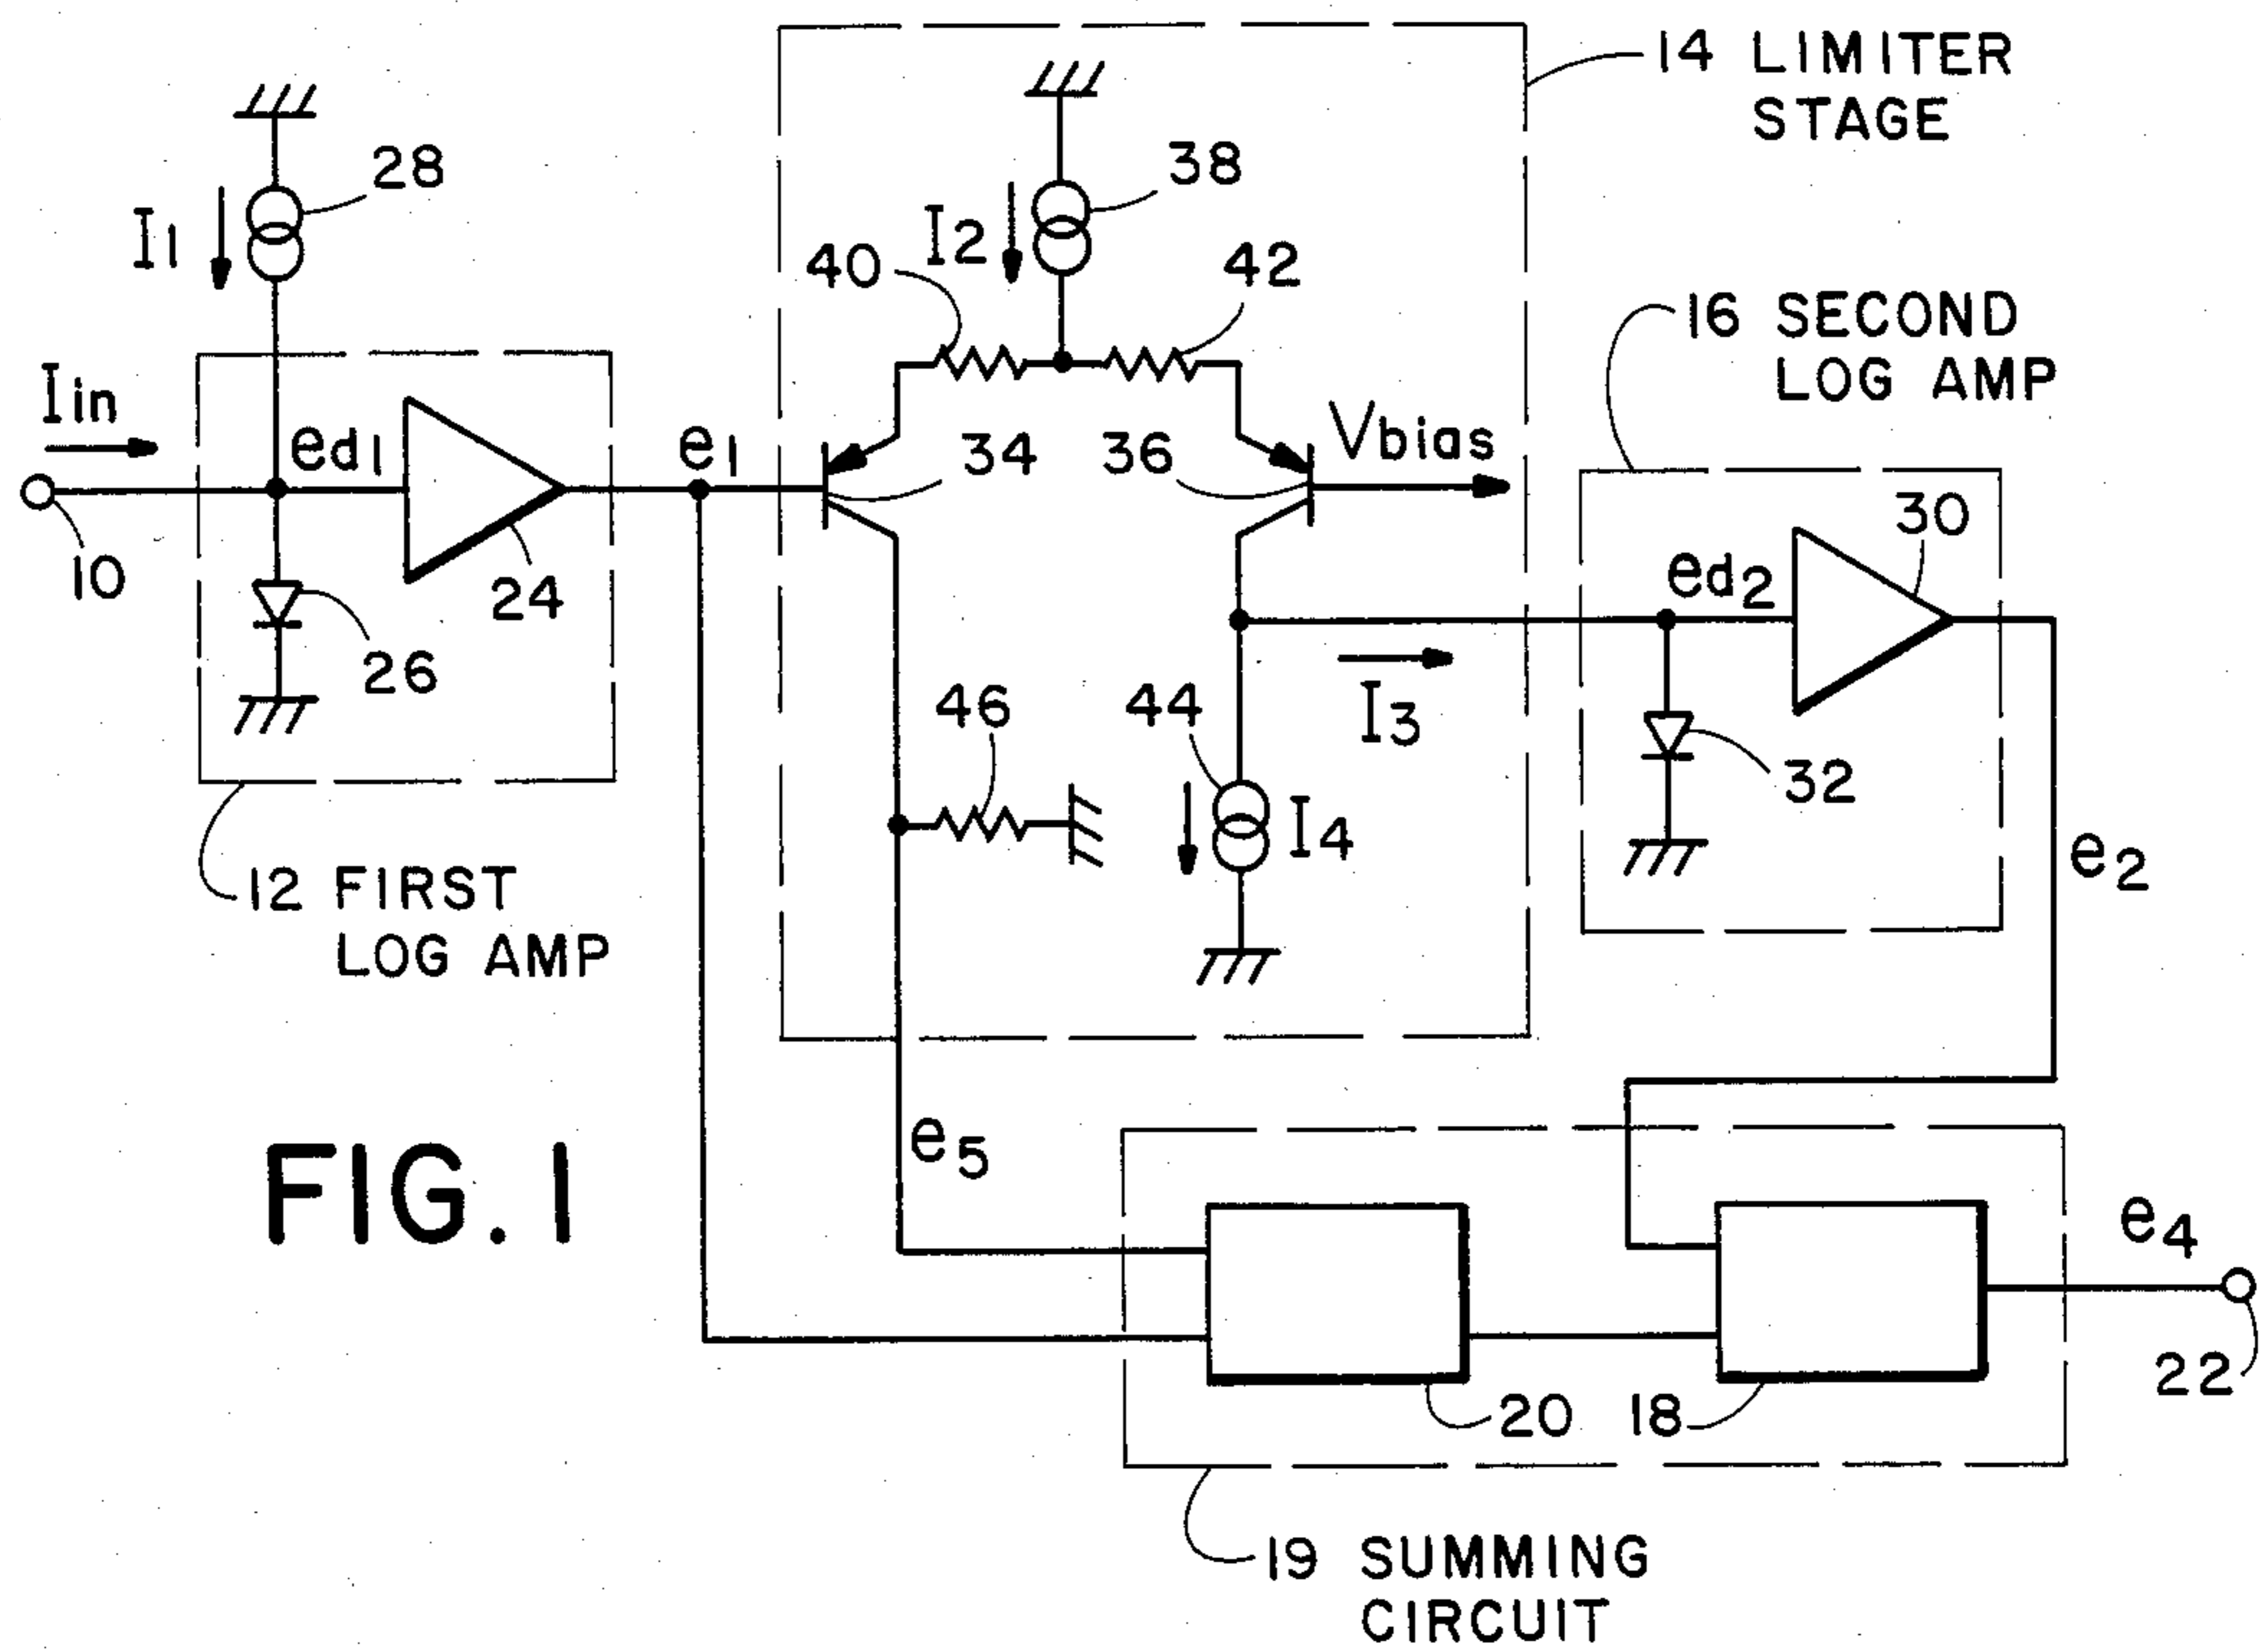 14 LIMITER
STAGE
28
38
I1
I2
40
42
16 SECOND
LOG AMP
Iin
ed1
e1
34
36
Vbias
30
10
24
ed2
26
46
44
I3
32
I4
e2
12 FIRST
LOG AMP
e5
FIG. 1
e4
22
20
18
19 SUMMING
CIRCUIT